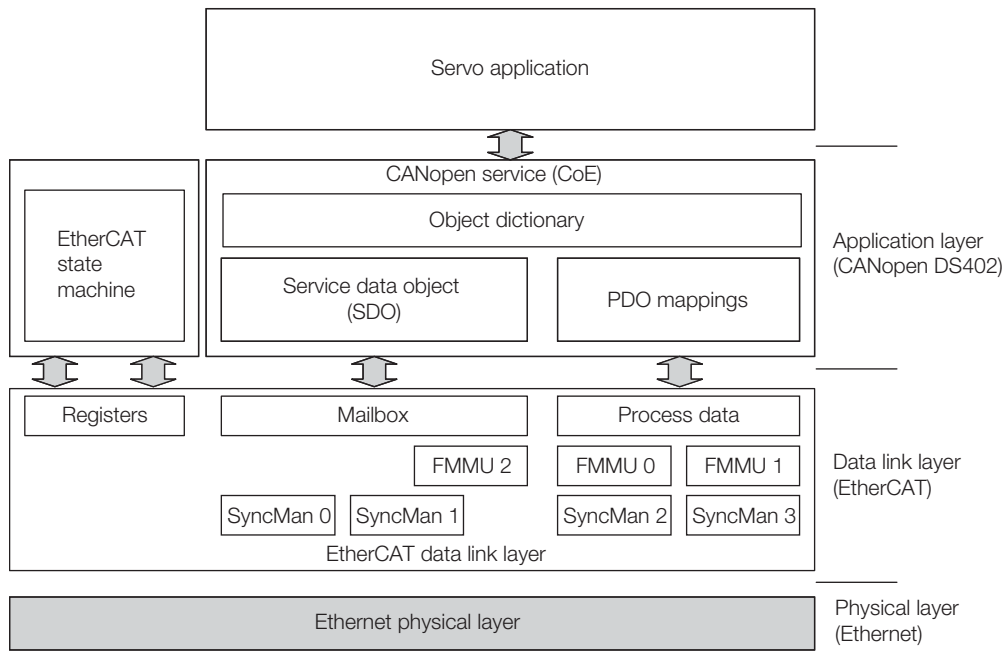 Servo application
CANopen service (CoE)
Object dictionary
EtherCAT
state
machine
Service data object
(SDO)
PDO mappings
Application layer
(CANopen DS402)
Registers
Mailbox
Process data
FMMU 2
FMMU 0
FMMU 1
SyncMan 0
SyncMan 1
SyncMan 2
SyncMan 3
EtherCAT data link layer
Data link layer
(EtherCAT)
Ethernet physical layer
Physical layer
(Ethernet)